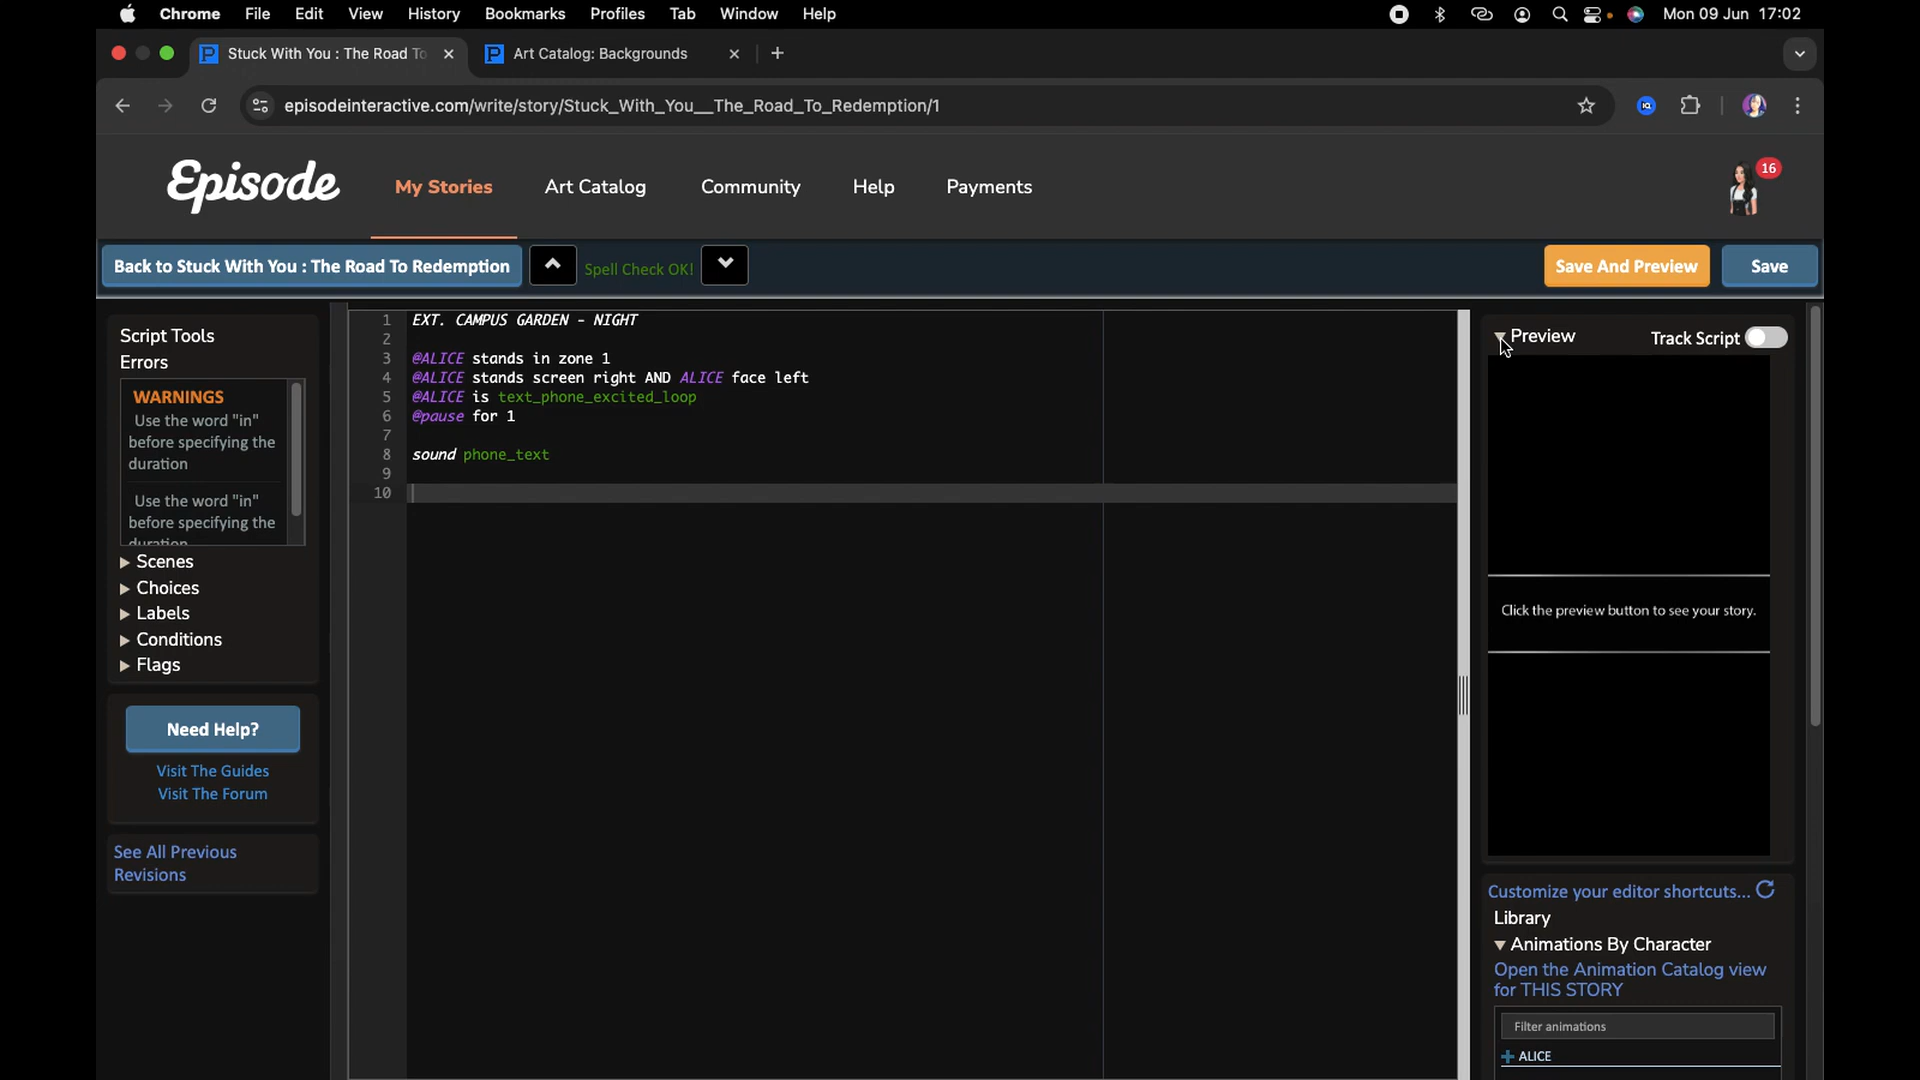 Chrome File Edit View History Bookmarks Profiles Tab Window Help Mon 09 Jun 17:02
Stuck With You : The Road To Art Catalog: Backgrounds
episodeinteractive.com/write/story/Stuck_With_You__The_Road_To_Redemption/1
Episode My Stories Art Catalog Community Help Payments 16
Back to Stuck With You : The Road To Redemption Spell Check OK! Save And Preview Save
Script Tools
Errors
WARNINGS
Use the word "in"
before specifying the
duration
Use the word "in"
before specifying the
duration
Scenes
Choices
Labels
Conditions
Flags
Need Help?
Visit The Guides
Visit The Forum
See All Previous
Revisions
1 EXT. CAMPUS GARDEN - NIGHT
2
3 @ALICE stands in zone 1
4 @ALICE stands screen right AND ALICE face left
5 @ALICE is text_phone_excited_loop
6 @pause for 1
7
8 sound phone_text
9
10
Preview Track Script
Click the preview button to see your story.
Customize your editor shortcuts...
Library
Animations By Character
Open the Animation Catalog view
for THIS STORY
Filter animations
ALICE